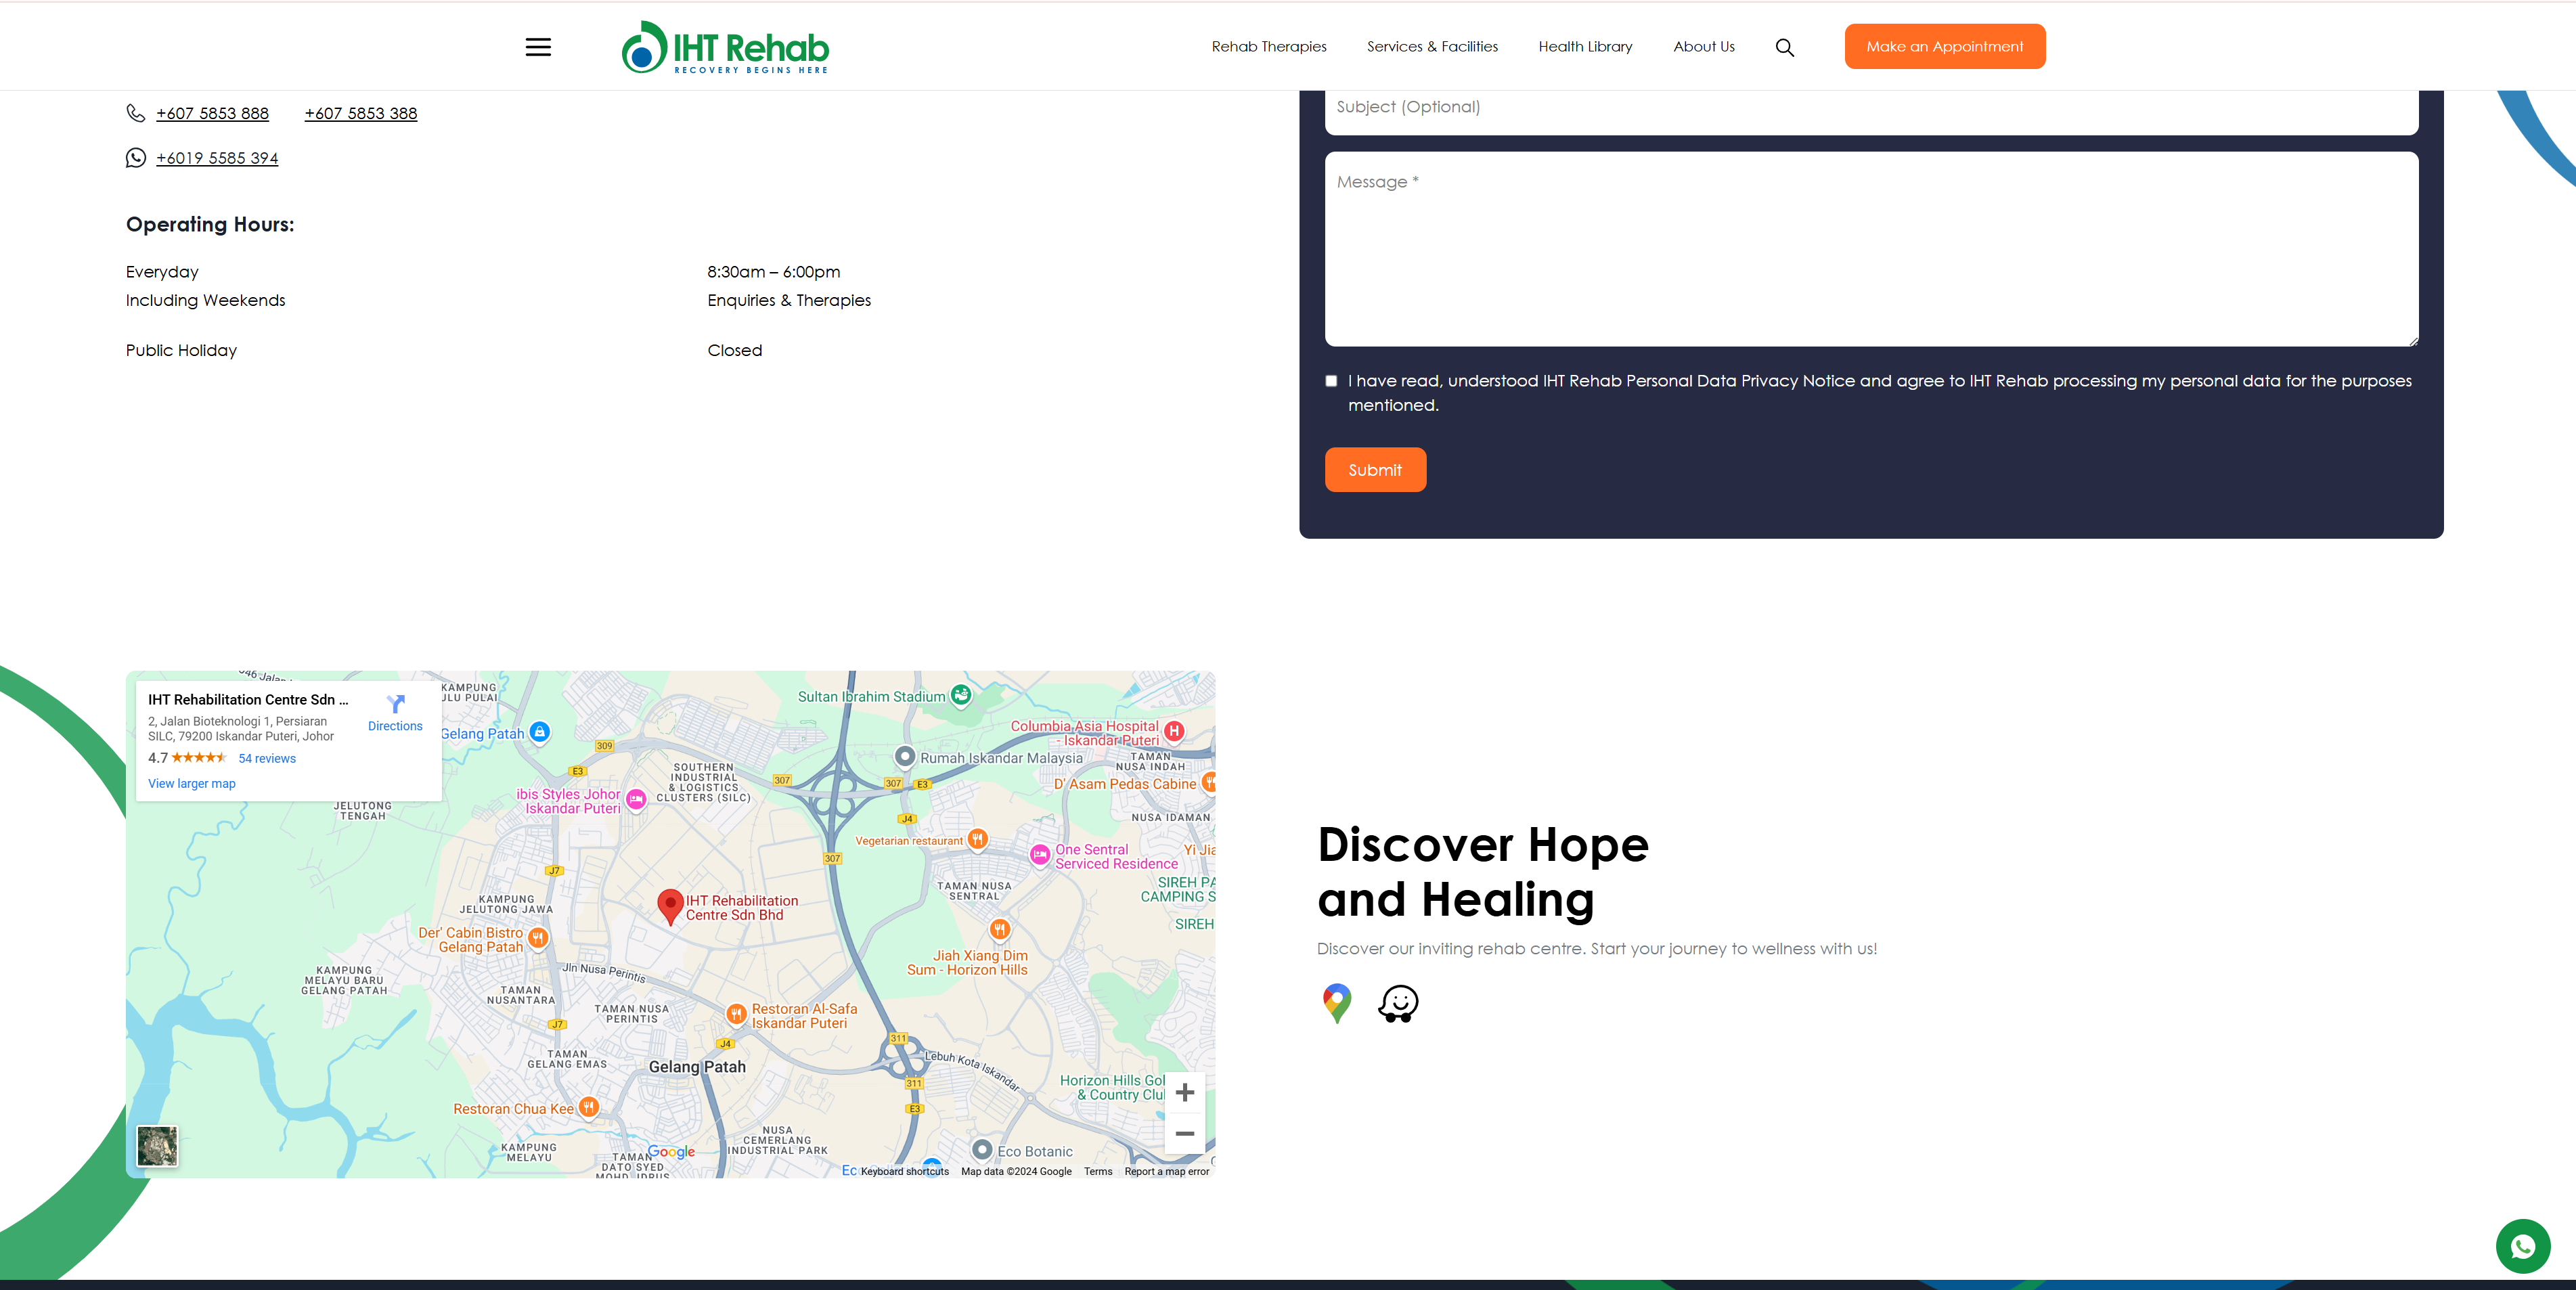 IHT Rehab
RECOVERY BEGINS HERE
Rehab Therapies
Services & Facilities
Health Library
About Us
Make an Appointment
+607 5853 888
+607 5853 388
+6019 5585 394
Operating Hours:
Everyday
8:30am – 6:00pm
Including Weekends
Enquiries & Therapies
Public Holiday
Closed
Subject (Optional)
Message *
I have read, understood IHT Rehab Personal Data Privacy Notice and agree to IHT Rehab processing my personal data for the purposes
mentioned.
Submit
IHT Rehabilitation Centre Sdn ...
2, Jalan Bioteknologi 1, Persiaran
SILC, 79200 Iskandar Puteri, Johor
4.7
54 reviews
View larger map
Directions
KAMPUNG
ULU PULAI
Gelang Patah
309
E3
Sultan Ibrahim Stadium
Columbia Asia Hospital
- Iskandar Puteri
Rumah Iskandar Malaysia
TAMAN
NUSA INDAH
SOUTHERN
INDUSTRIAL
& LOGISTICS
CLUSTERS (SILC)
307
307
E3
D' Asam Pedas Cabine
ibis Styles Johor
Iskandar Puteri
JELUTONG
TENGAH
J4
NUSA IDAMAN
Vegetarian restaurant
One Sentral
Serviced Residence
307
J7
TAMAN NUSA
SENTRAL
SIREH PA
CAMPING S
KAMPUNG
JELUTONG JAWA
IHT Rehabilitation
Centre Sdn Bhd
SIREH
Der' Cabin Bistro
Gelang Patah
Jiah Xiang Dim
Sum - Horizon Hills
Jln Nusa Perintis
KAMPUNG
MELAYU BARU
GELANG PATAH
TAMAN
NUSANTARA
TAMAN NUSA
PERINTIS
Restoran Al-Safa
Iskandar Puteri
J7
J4
311
TAMAN
GELANG EMAS
Gelang Patah
Lebuh Kota Iskandar
311
E3
Horizon Hills Gol
& Country Clu
Restoran Chua Kee
NUSA
CEMERLANG
INDUSTRIAL PARK
KAMPUNG
MELAYU
TAMAN
DATO SYED
MOHD IDRUS
Google
Eco Botanic
Ec
Keyboard shortcuts
Map data ©2024 Google
Terms
Report a map error
Discover Hope
and Healing
Discover our inviting rehab centre. Start your journey to wellness with us!